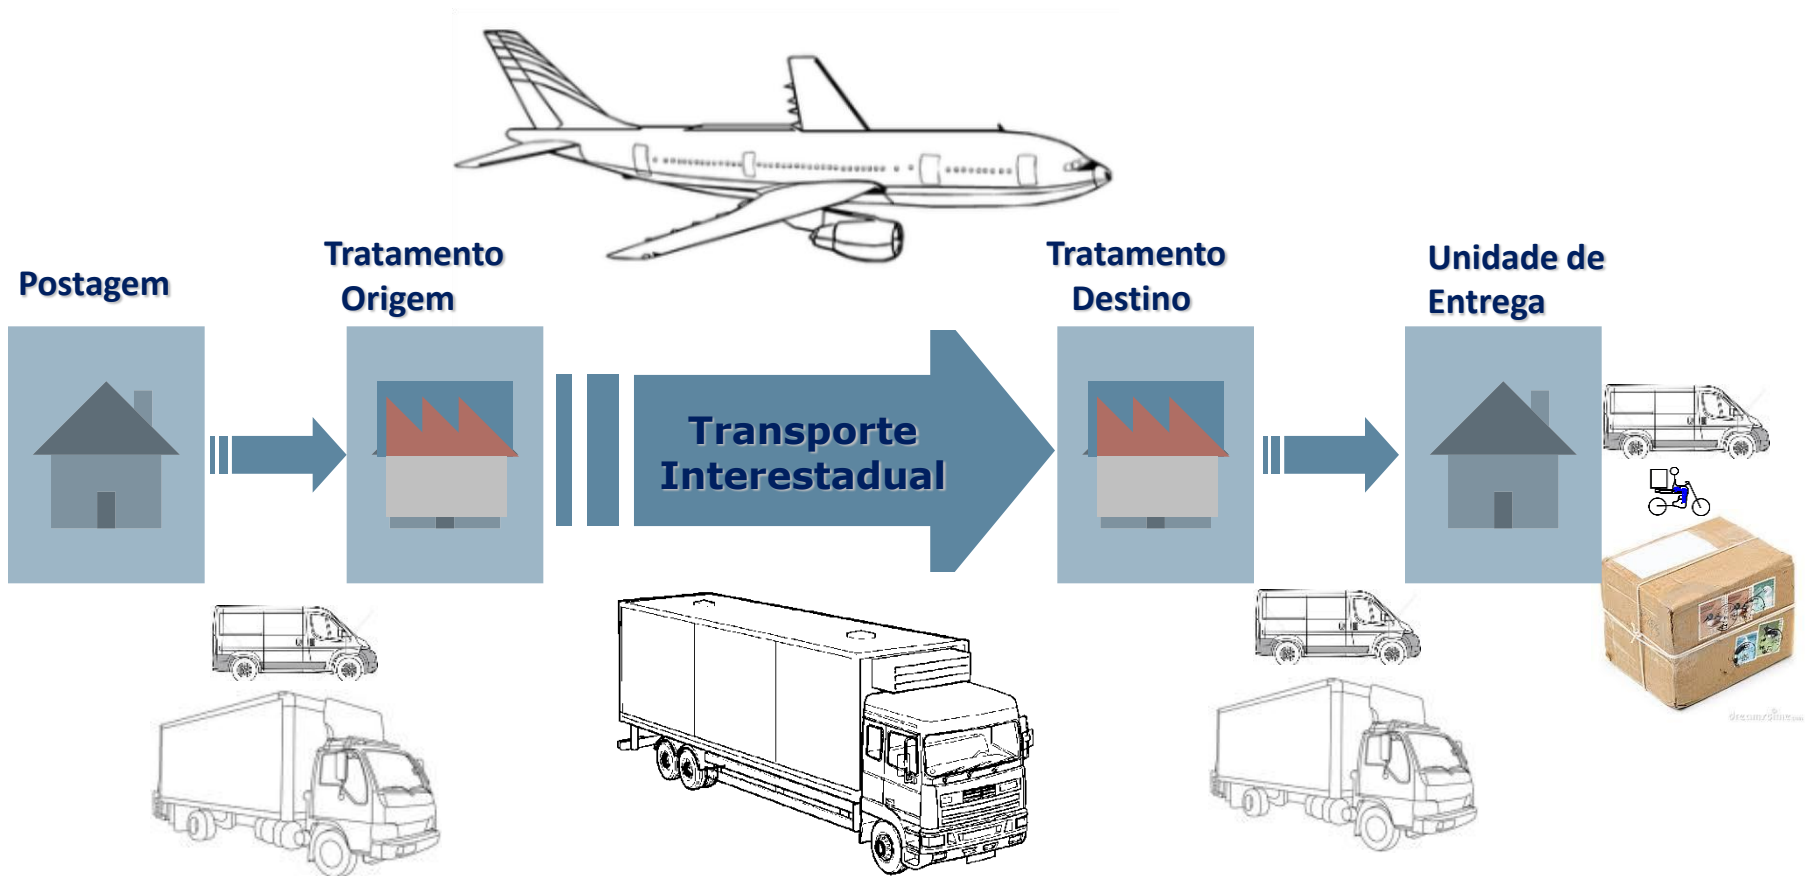 Postagem
Tratamento
Origem
Transporte
Interestadual
Tratamento
Destino
Unidade de
Entrega